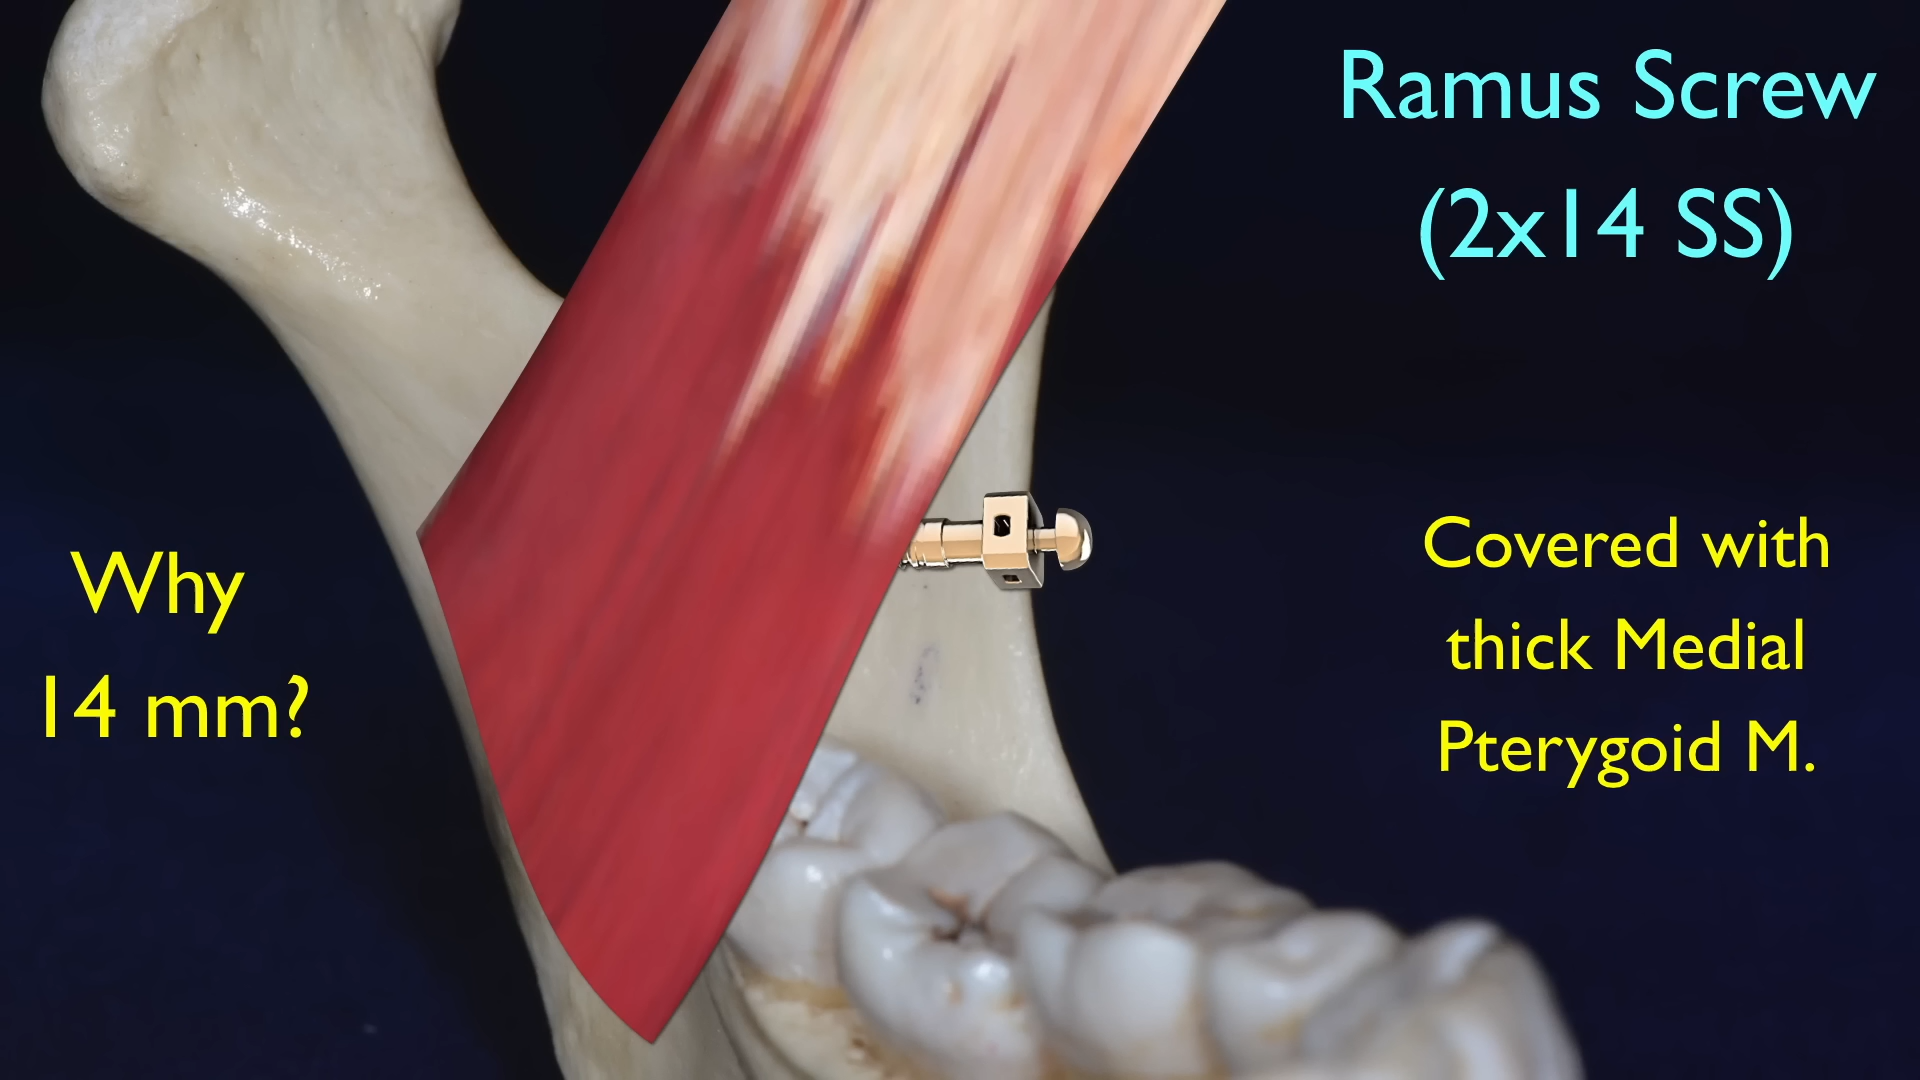 Ramus Screw
(2x14 SS)
Why
14 mm?
Covered with
thick Medial
Pterygoid M.